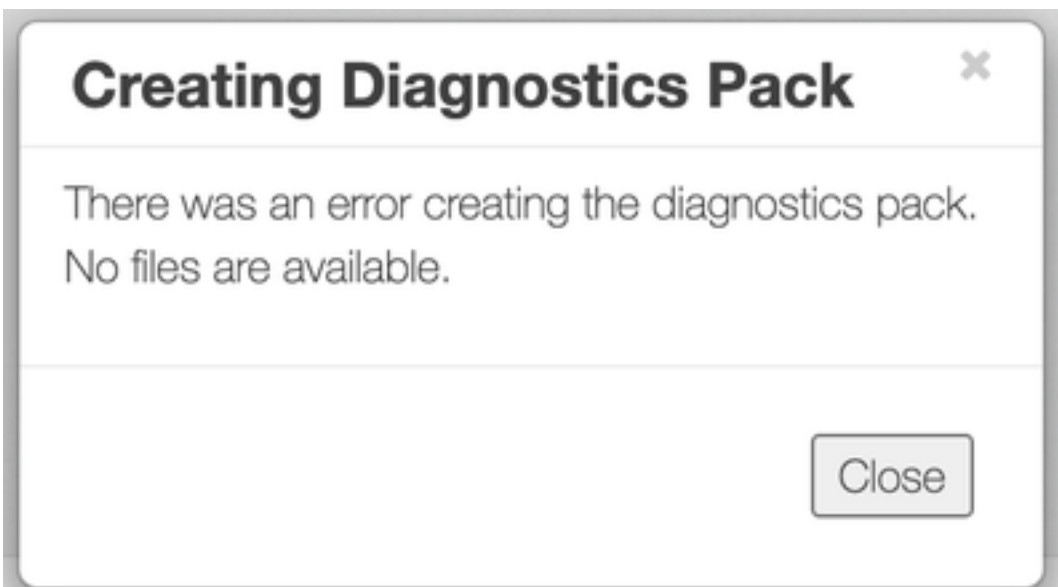 Creating Diagnostics Pack
There was an error creating the diagnostics pack.
No files are available.
Close